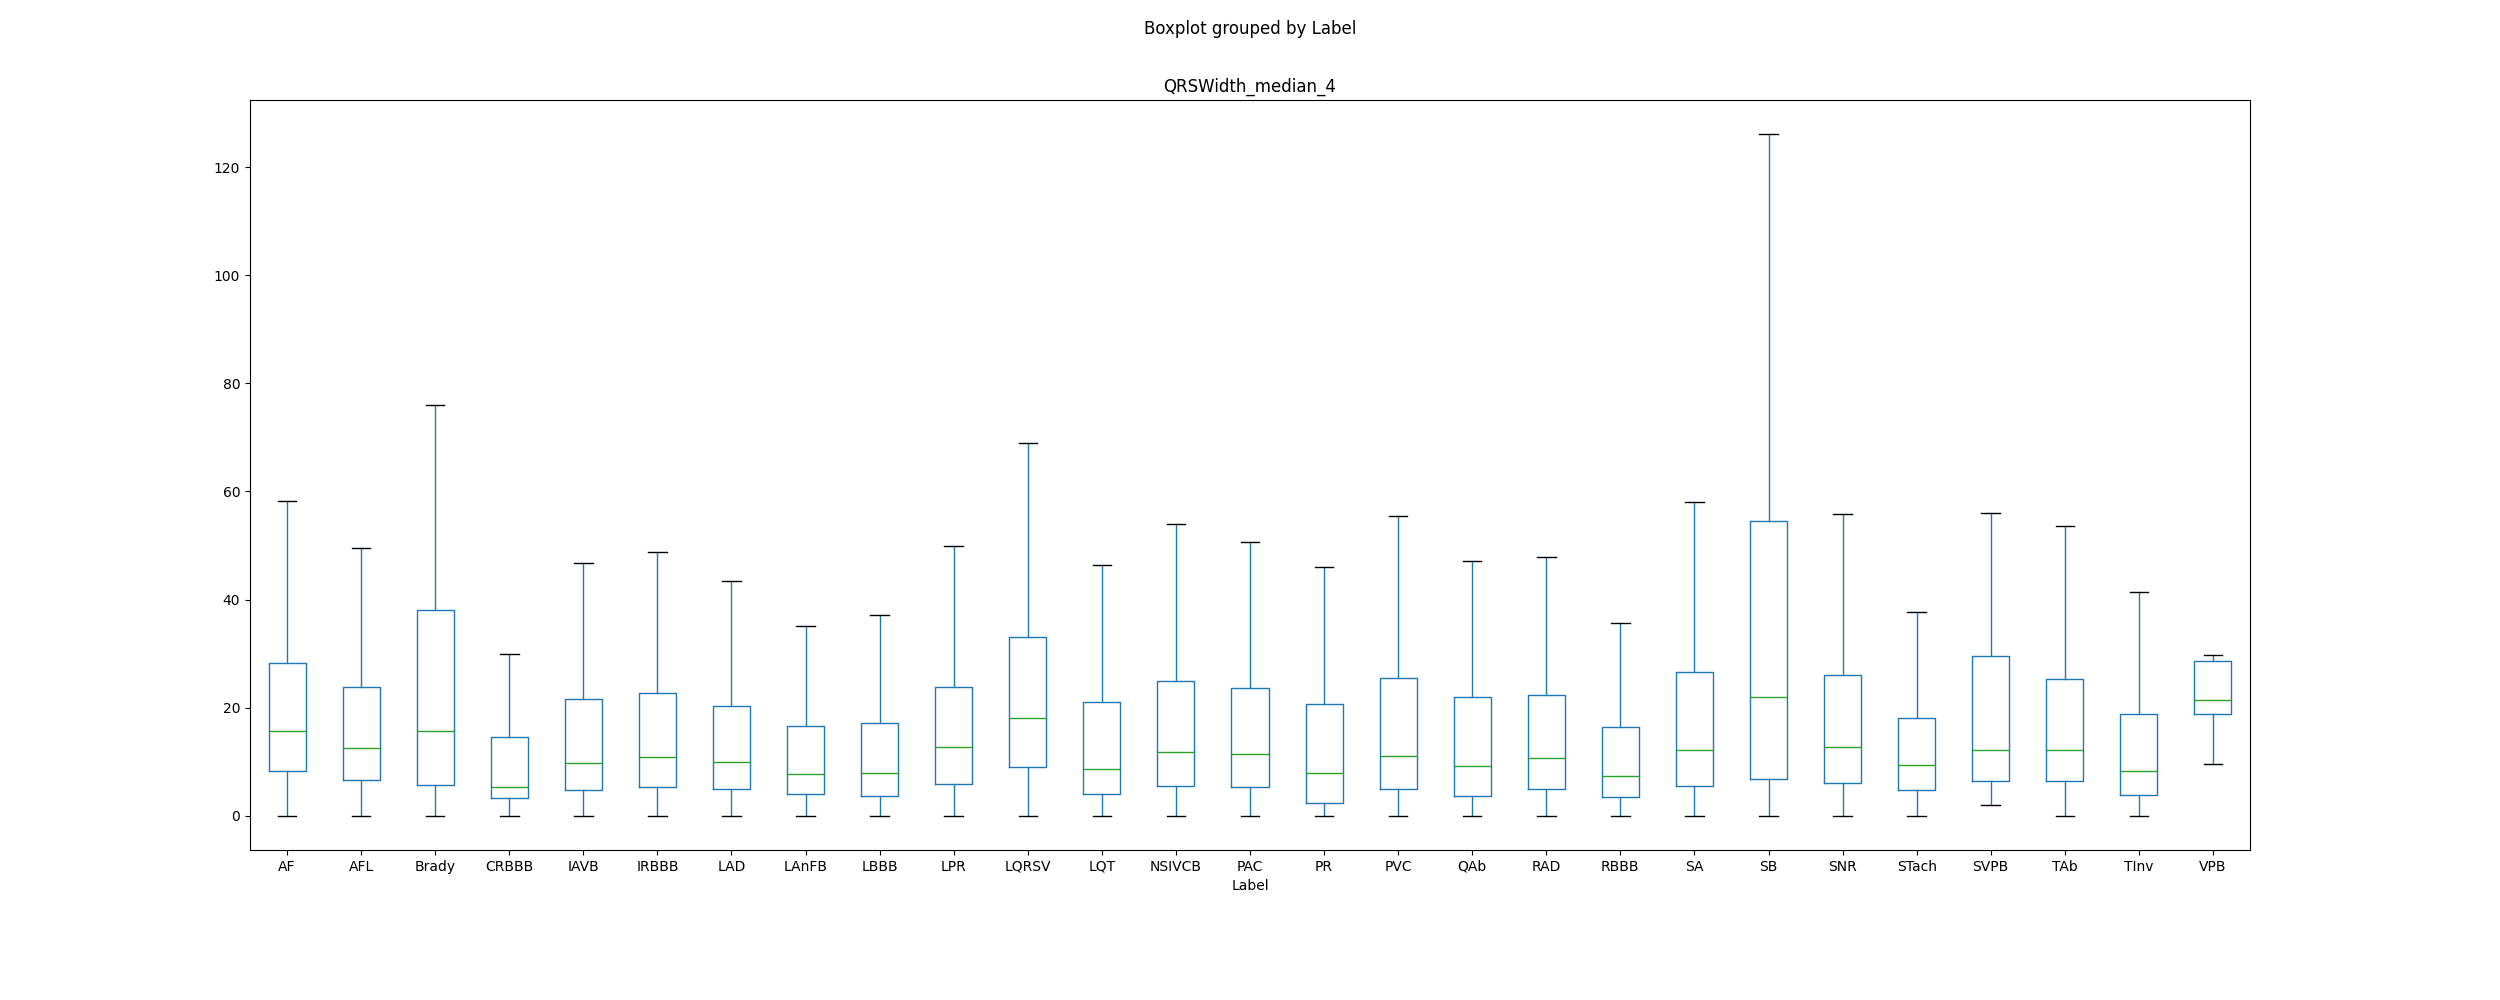 Boxplot grouped by Label
QRSWidth_median_4
120
100
80
60
40
20
0
AF AFL Brady CRBBB IAVB IRBBB LAD LAnFB LBBB LPR LQRSV LQT NSIVCB PAC PR PVC QAb RAD RBBB SA SB SNR STach SVPB TAb TInv VPB
Label